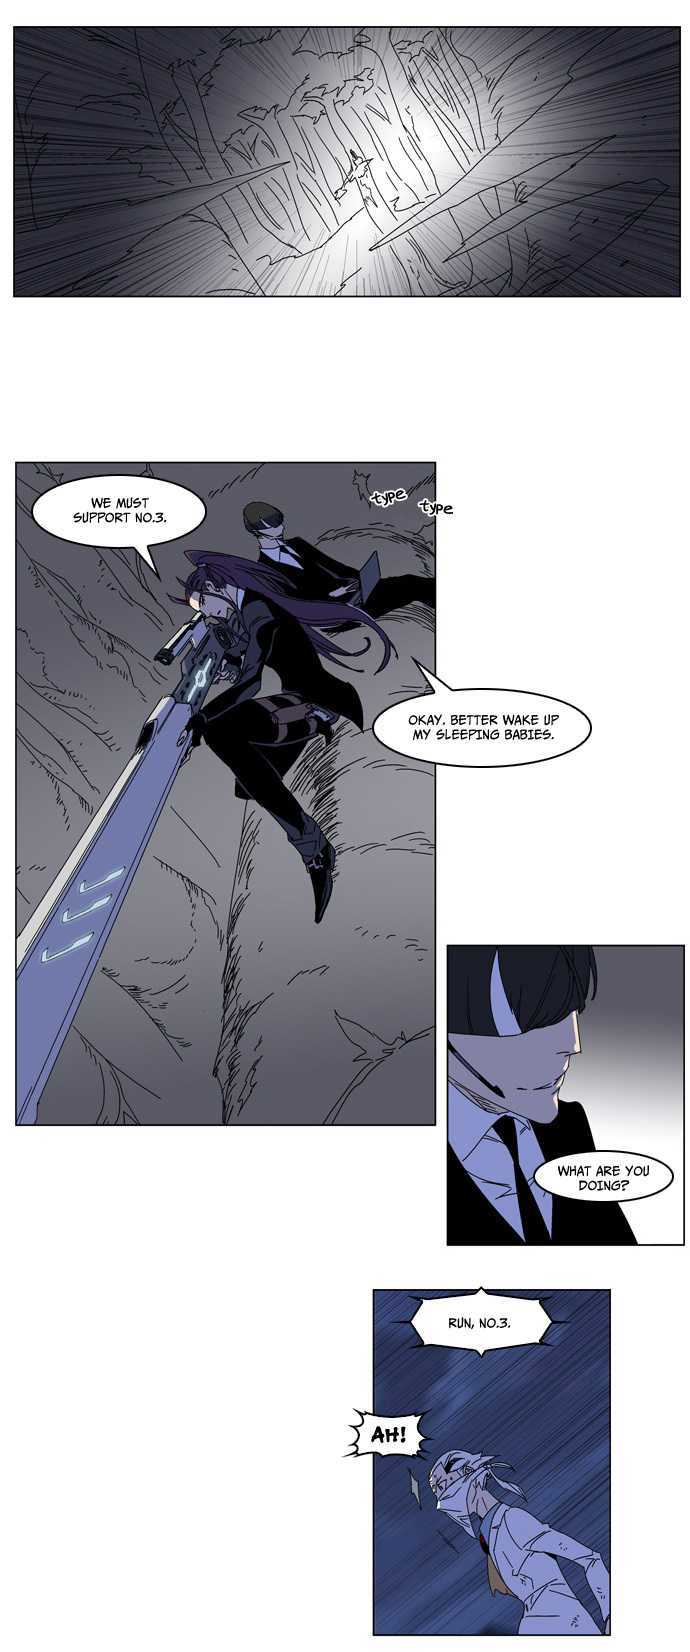 WE MUST
SUPPORT NO.3.
type
type
OKAY. BETTER WAKE UP
MY SLEEPING BABIES.
WHAT ARE YOU
DOING?
RUN, NO.3.
AH!